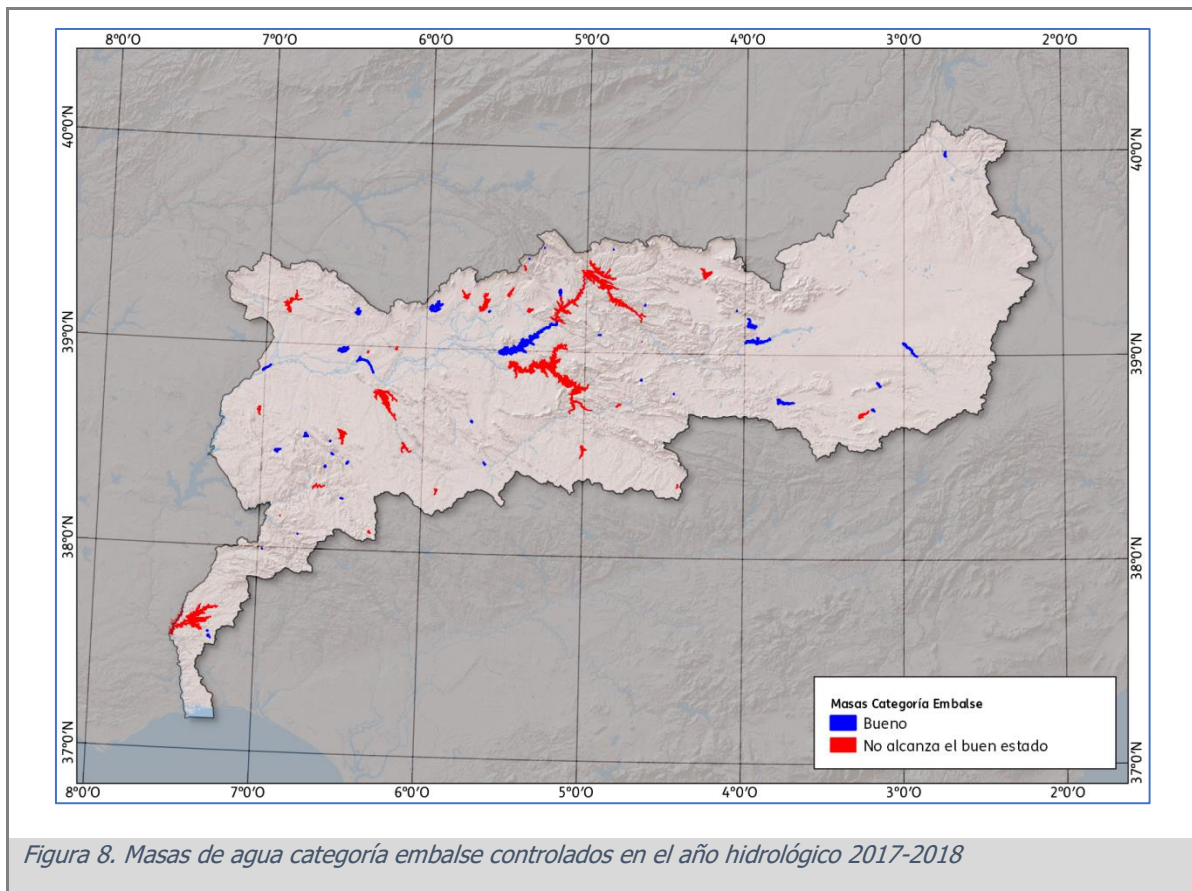 8°0'O 7°0'O 6°0'O 5°0'O 4°0'O 3°0'O 2°0'O
40°0'N 40°0'N
39°0'N 39°0'N
38°0'N 38°0'N
37°0'N 37°0'N
Masas Categoría Embalse
Bueno
No alcanza el buen estado
8°0'O 7°0'O 6°0'O 5°0'O 4°0'O 3°0'O 2°0'O
Figura 8. Masas de agua categoría embalse controlados en el año hidrológico 2017-2018